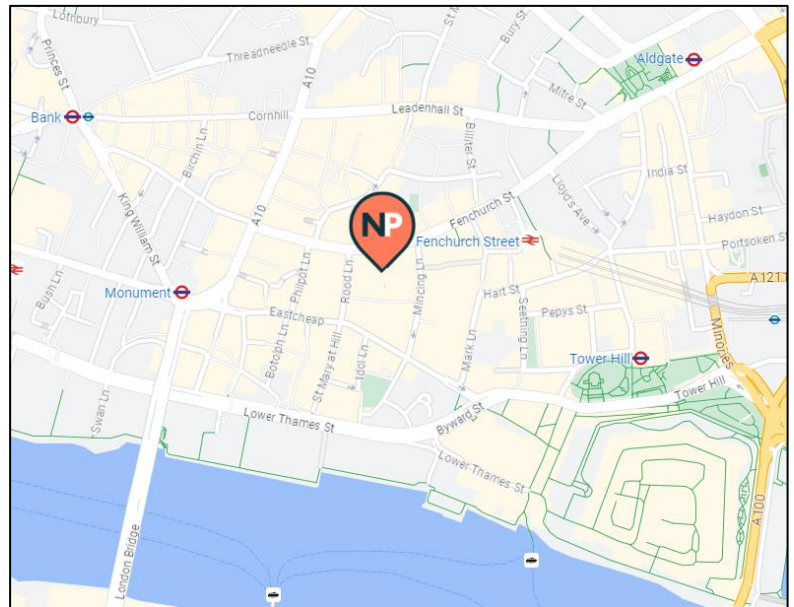 Lothbury
Princes St
Threadneedle St
A10
St M
Bury St
Mitre St
Aldgate
Bank
Cornhill
Leadenhall St
Birchin Ln
Billiter St
King William St
A10
India St
Lloyd's Ave
Fenchurch St
NP
Haydon St
Fenchurch Street
Portsoken St
Bush Ln
Monument
Philpot Ln
Rood Ln
Mincing Ln
A1211
Hart St
Eastcheap
Seething Ln
Pepys St
Minories
Botolph Ln
St Mary at Hill
Idol Ln
Mark Ln
Tower Hill
Tower Hill
Swan Ln
Lower Thames St
Byward St
Lower Thames St
A100
London Bridge